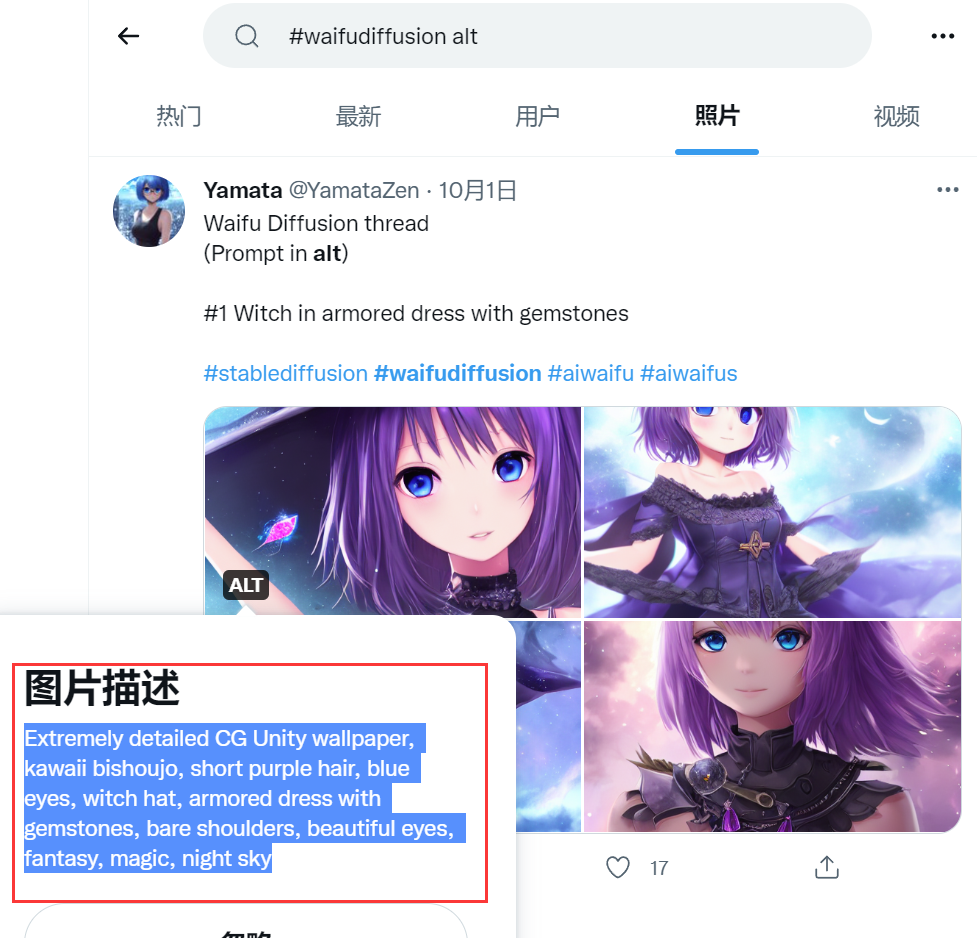 #waifudiffusion alt
热门 最新 用户 照片 视频
Yamata @YamataZen · 10月1日
Waifu Diffusion thread
(Prompt in alt)
#1 Witch in armored dress with gemstones
#stablediffusion #waifudiffusion #aiwaifu #aiwaifus
ALT
图片描述
Extremely detailed CG Unity wallpaper,
kawaii bishoujo, short purple hair, blue
eyes, witch hat, armored dress with
gemstones, bare shoulders, beautiful eyes,
fantasy, magic, night sky
17